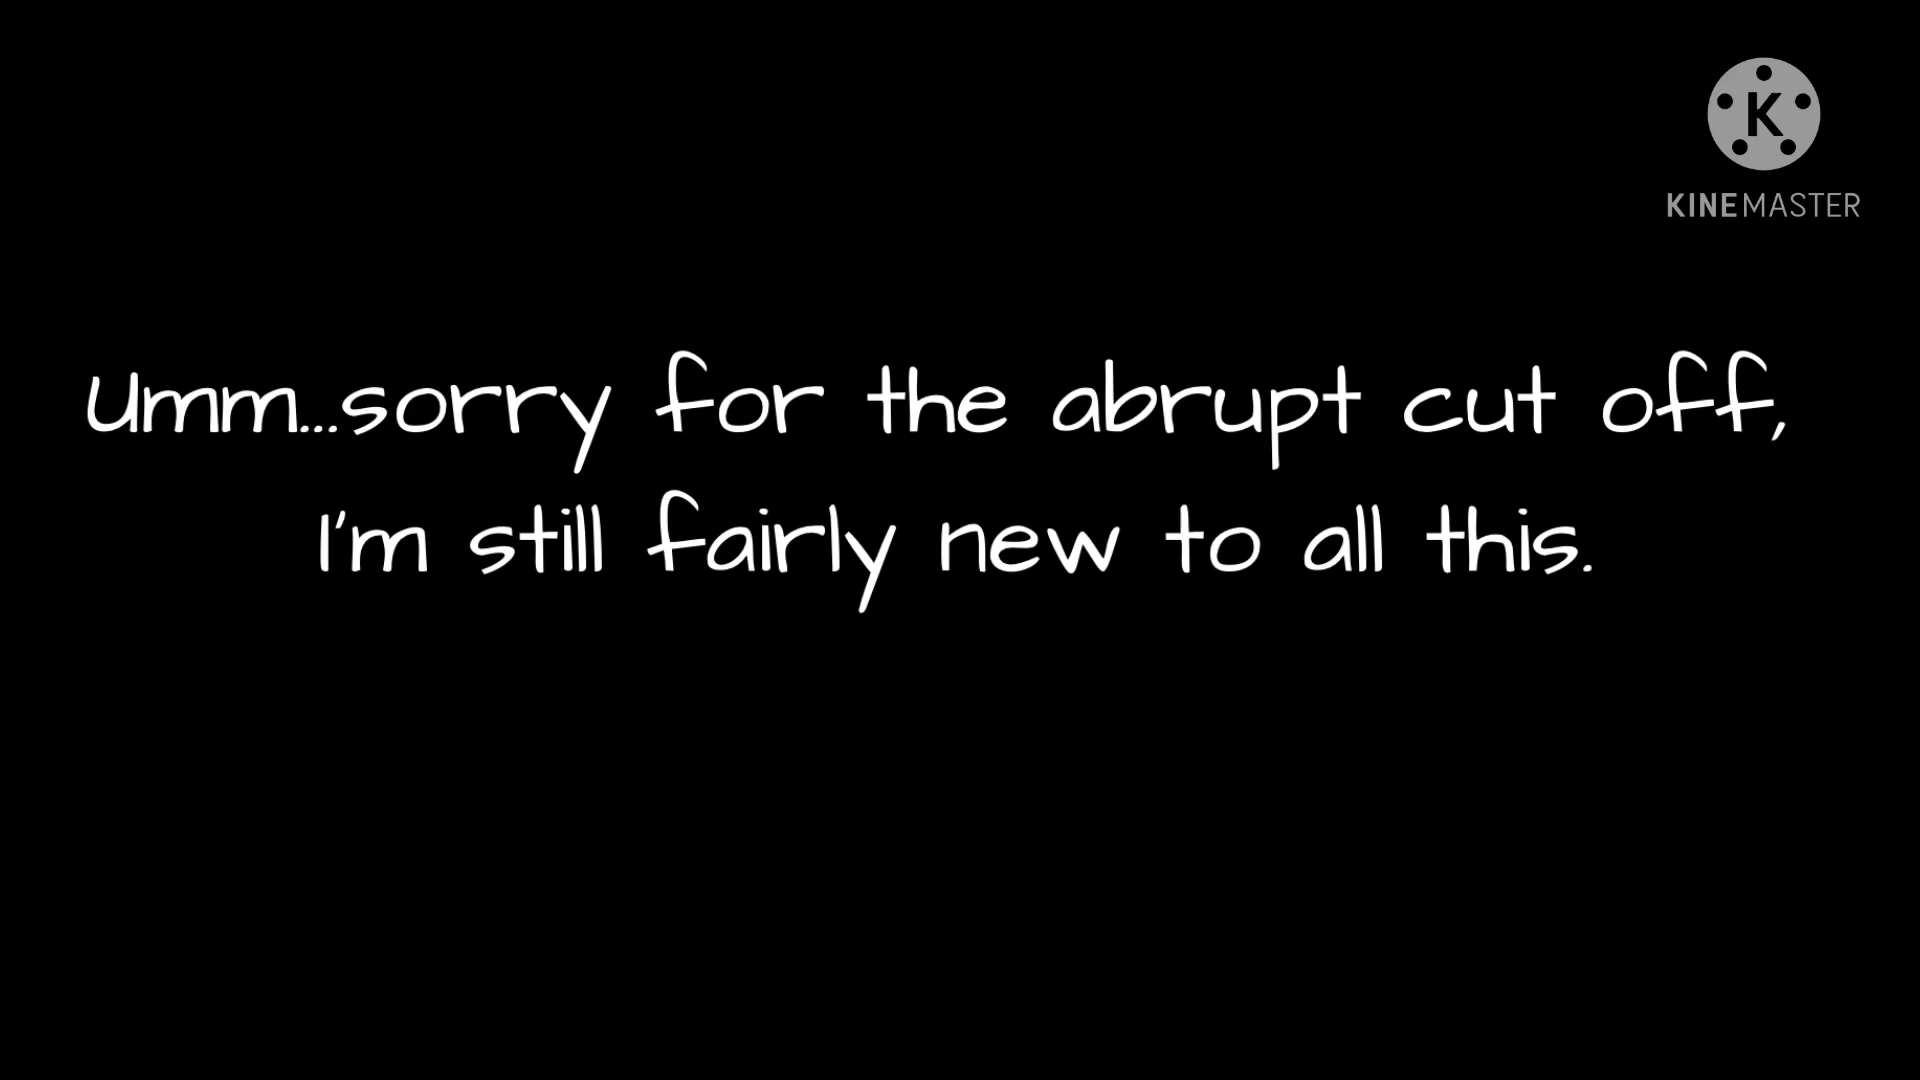 K
KINEMASTER
Umm...sorry for the abrupt cut off,
I'm still fairly new to all this.